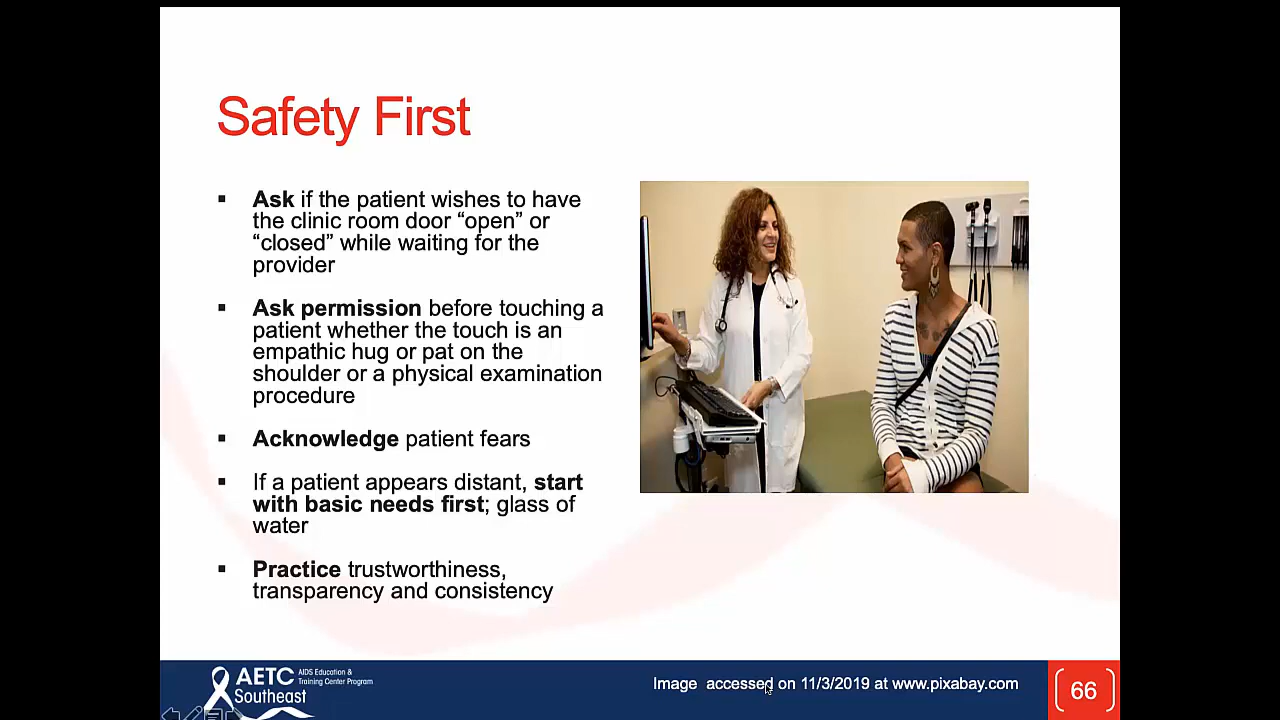 Safety First
▪ Ask if the patient wishes to have
the clinic room door “open” or
“closed” while waiting for the
provider
▪ Ask permission before touching a
patient whether the touch is an
empathic hug or pat on the
shoulder or a physical examination
procedure
▪ Acknowledge patient fears
▪ If a patient appears distant, start
with basic needs first; glass of
water
▪ Practice trustworthiness,
transparency and consistency
AETC AIDS Education &
Training Center Program
Southeast
Image accessed on 11/3/2019 at www.pixabay.com
66